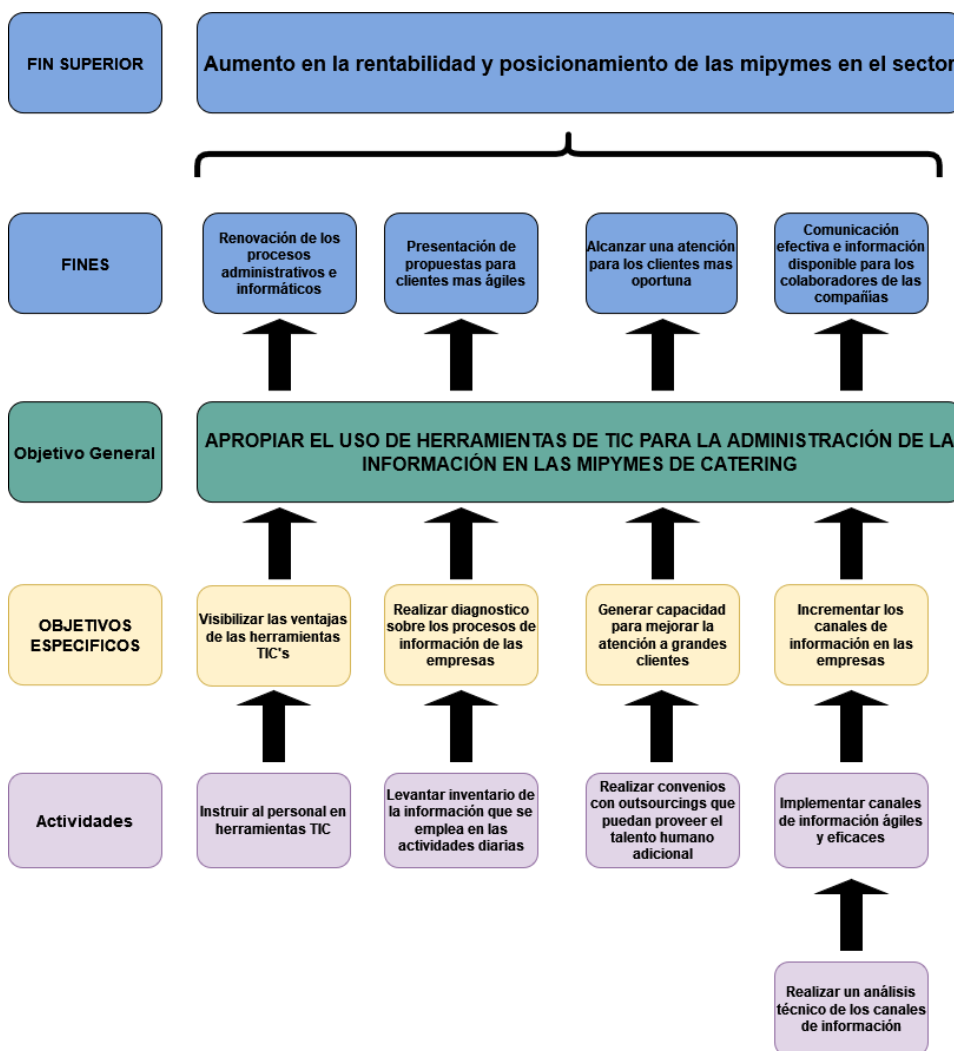 FIN SUPERIOR
Aumento en la rentabilidad y posicionamiento de las mipymes en el sector
FINES
Renovación de los
procesos
administrativos e
informáticos
Presentación de
propuestas para
clientes mas ágiles
Alcanzar una atención
para los clientes mas
oportuna
Comunicación
efectiva e información
disponible para los
colaboradores de las
compañías
Objetivo General
APROPIAR EL USO DE HERRAMIENTAS DE TIC PARA LA ADMINISTRACIÓN DE LA
INFORMACIÓN EN LAS MIPYMES DE CATERING
OBJETIVOS
ESPECIFICOS
Visibilizar las ventajas
de las herramientas
TIC's
Realizar diagnostico
sobre los procesos de
información de las
empresas
Generar capacidad
para mejorar la
atención a grandes
clientes
Incrementar los
canales de
información en las
empresas
Actividades
Instruir al personal en
herramientas TIC
Levantar inventario de
la información que se
emplea en las
actividades diarias
Realizar convenios
con outsourcings que
puedan proveer el
talento humano
adicional
Implementar canales
de información ágiles
y eficaces
Realizar un análisis
técnico de los canales
de información